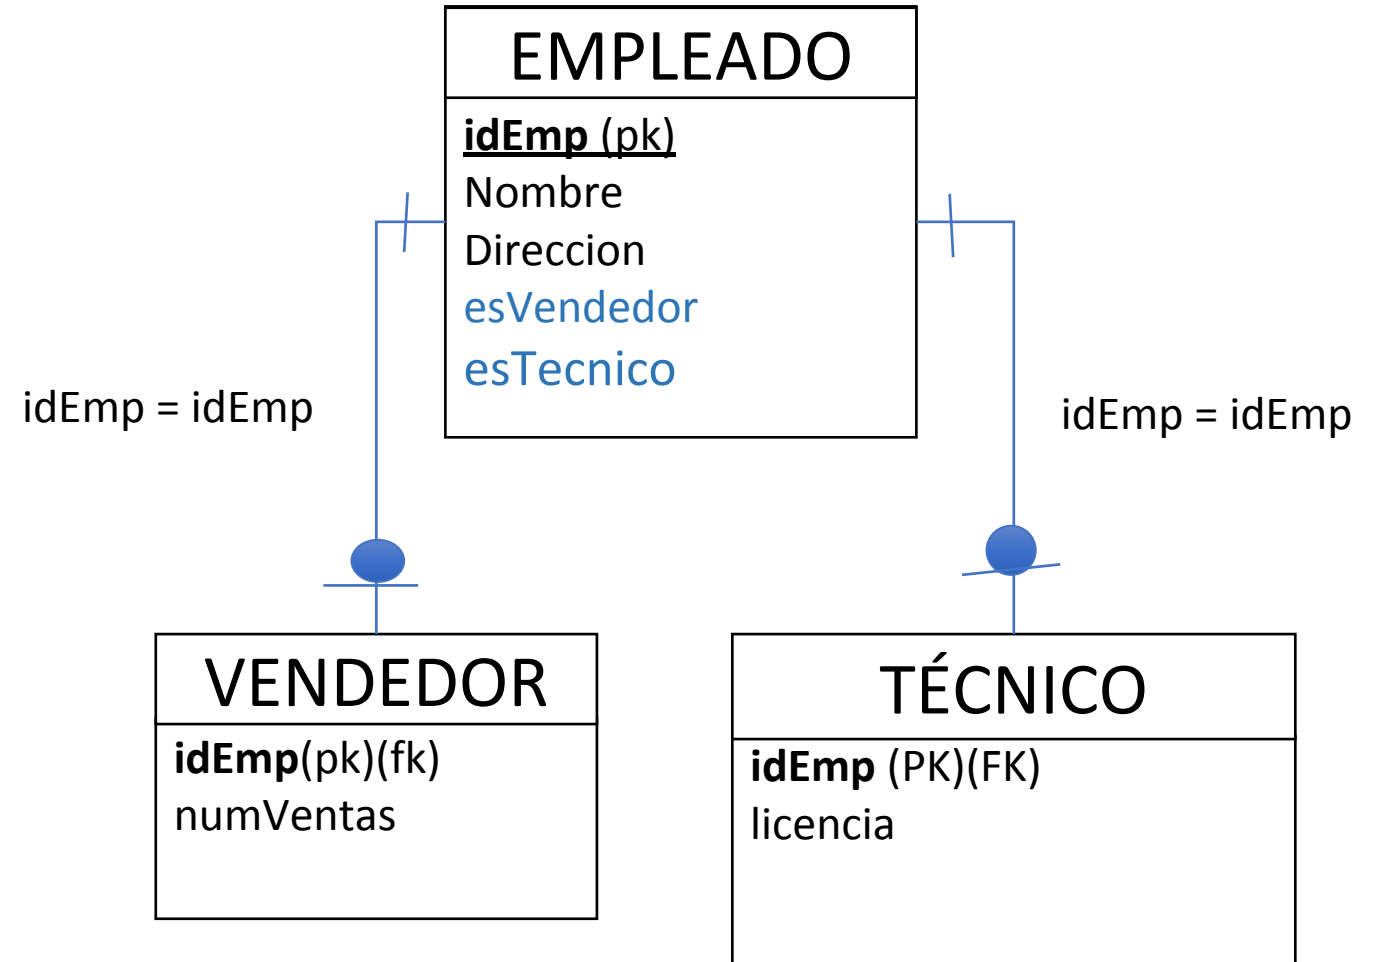 EMPLEADO
idEmp (pk)
Nombre
Direccion
esVendedor
esTecnico
idEmp = idEmp
idEmp = idEmp
VENDEDOR
idEmp(pk)(fk)
numVentas
TÉCNICO
idEmp (PK)(FK)
licencia